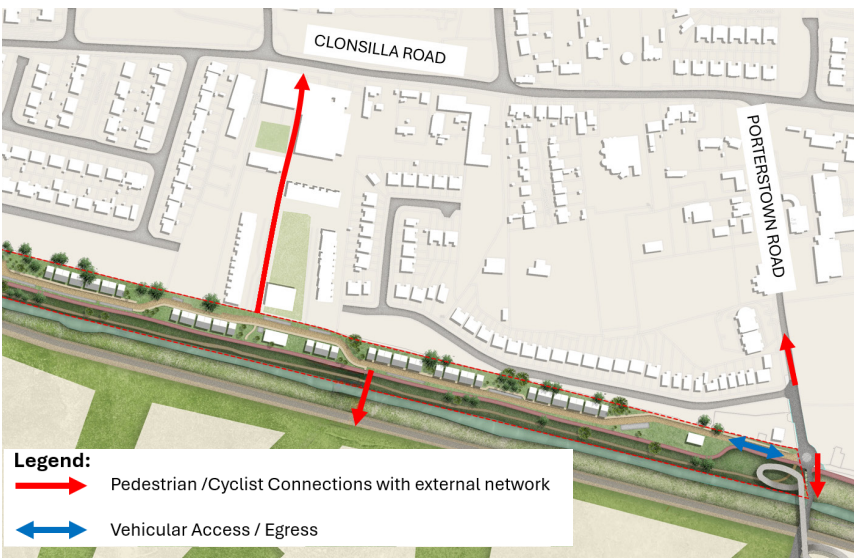 CLONSILLA ROAD
PORTERSTOWN ROAD
Legend:
Pedestrian /Cyclist Connections with external network
Vehicular Access / Egress